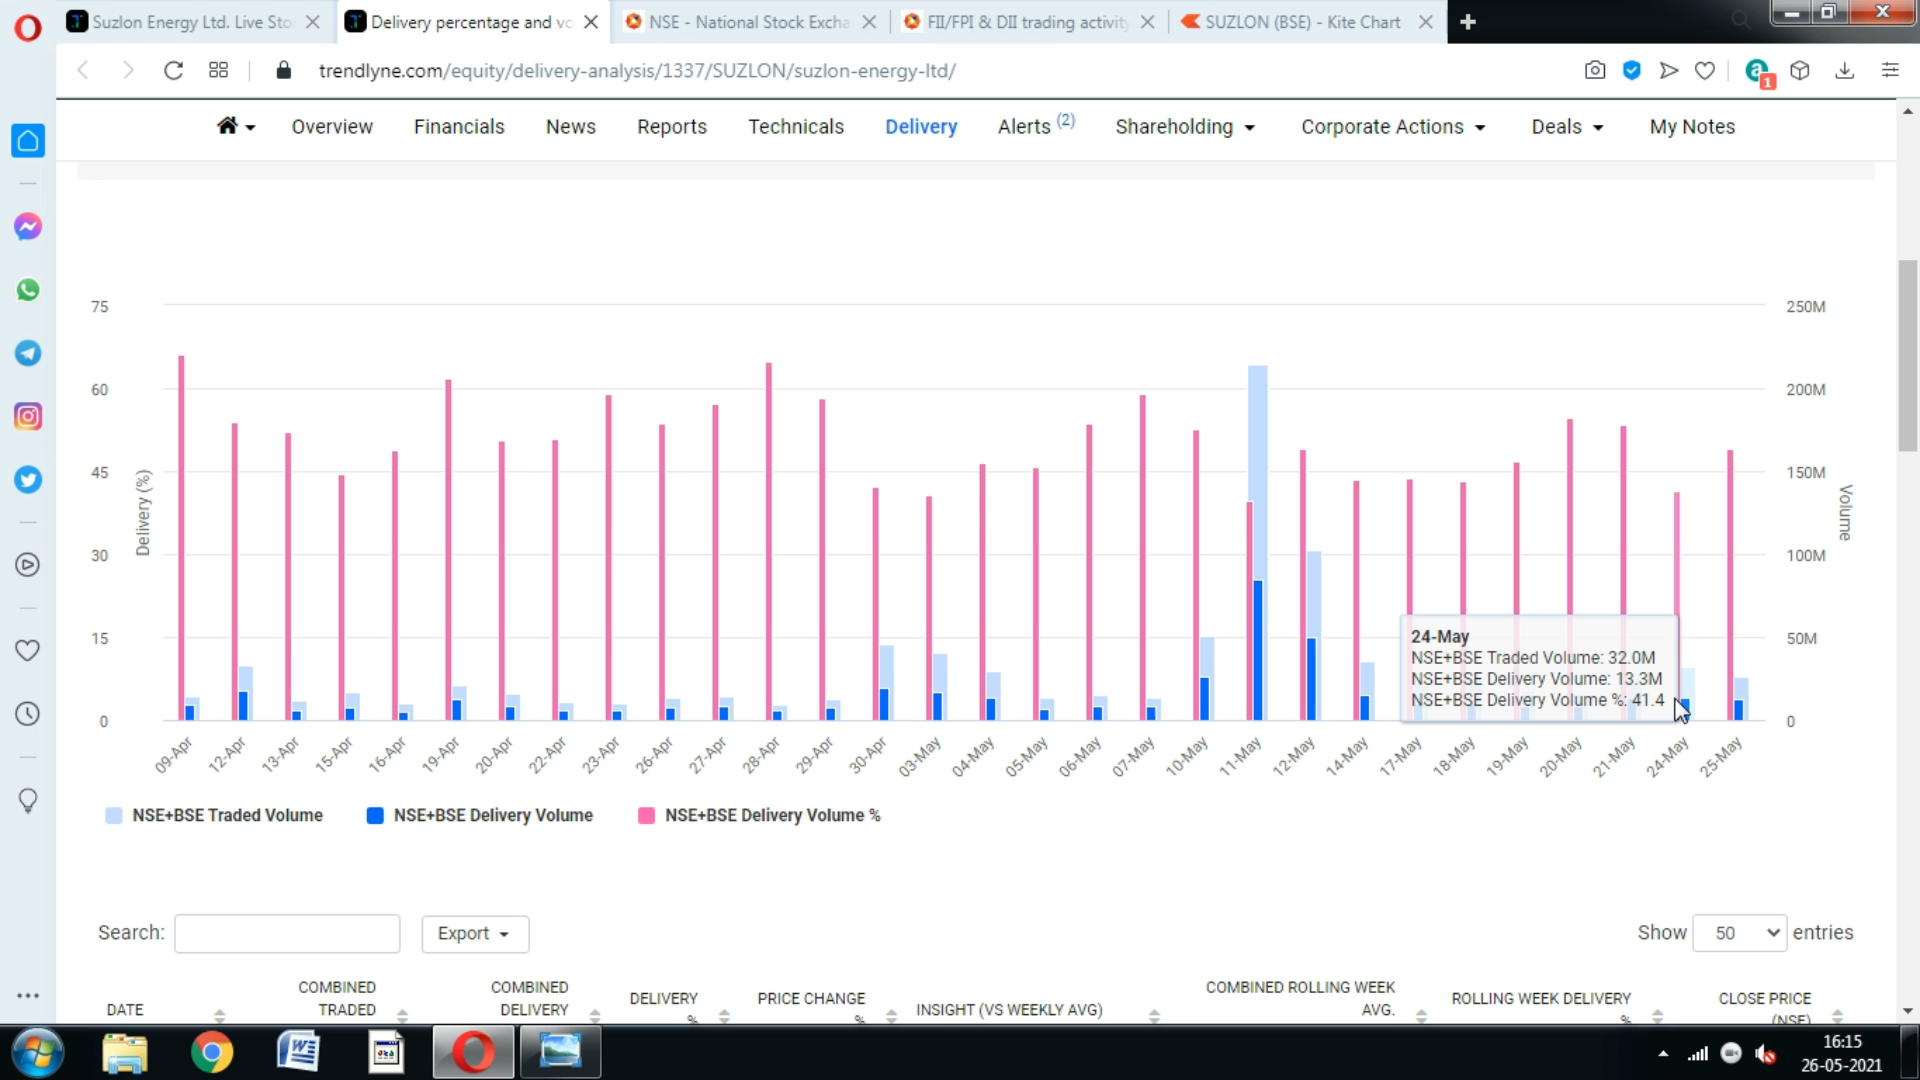 Suzlon Energy Ltd. Live Sto
Delivery percentage and vo
NSE - National Stock Excha
FII/FPI & DII trading activity
SUZLON (BSE) - Kite Chart
trendlyne.com/equity/delivery-analysis/1337/SUZLON/suzlon-energy-ltd/
1
Overview Financials News Reports Technicals Delivery Alerts (2) Shareholding Corporate Actions Deals My Notes
75 250M
60 200M
45 150M
30 100M
15 50M
0 0
Delivery (%)
Volume
24-May
NSE+BSE Traded Volume: 32.0M
NSE+BSE Delivery Volume: 13.3M
NSE+BSE Delivery Volume %: 41.4
09-Apr 12-Apr 13-Apr 15-Apr 16-Apr 19-Apr 20-Apr 22-Apr 23-Apr 26-Apr 27-Apr 28-Apr 29-Apr 30-Apr 03-May 04-May 05-May 06-May 07-May 10-May 11-May 12-May 14-May 17-May 18-May 19-May 20-May 21-May 24-May 25-May
NSE+BSE Traded Volume NSE+BSE Delivery Volume NSE+BSE Delivery Volume %
Search: Export Show 50 entries
DATE
COMBINED
TRADED
COMBINED
DELIVERY
DELIVERY
%
PRICE CHANGE
%
INSIGHT (VS WEEKLY AVG)
COMBINED ROLLING WEEK
AVG.
ROLLING WEEK DELIVERY
%
CLOSE PRICE
(NSE)
16:15
26-05-2021